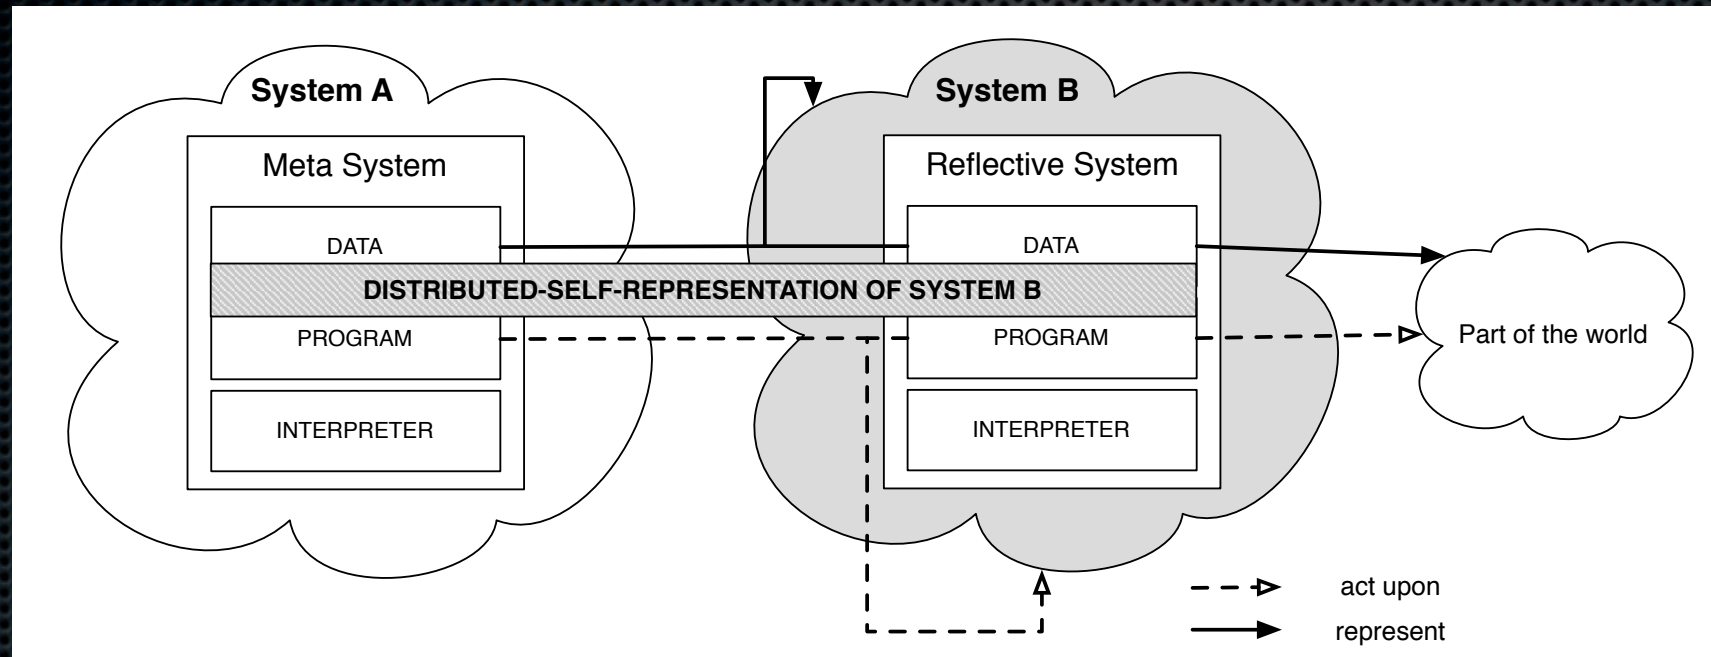 System A
System B
Meta System
Reflective System
DATA
DATA
DISTRIBUTED-SELF-REPRESENTATION OF SYSTEM B
PROGRAM
PROGRAM
Part of the world
INTERPRETER
INTERPRETER
act upon
represent